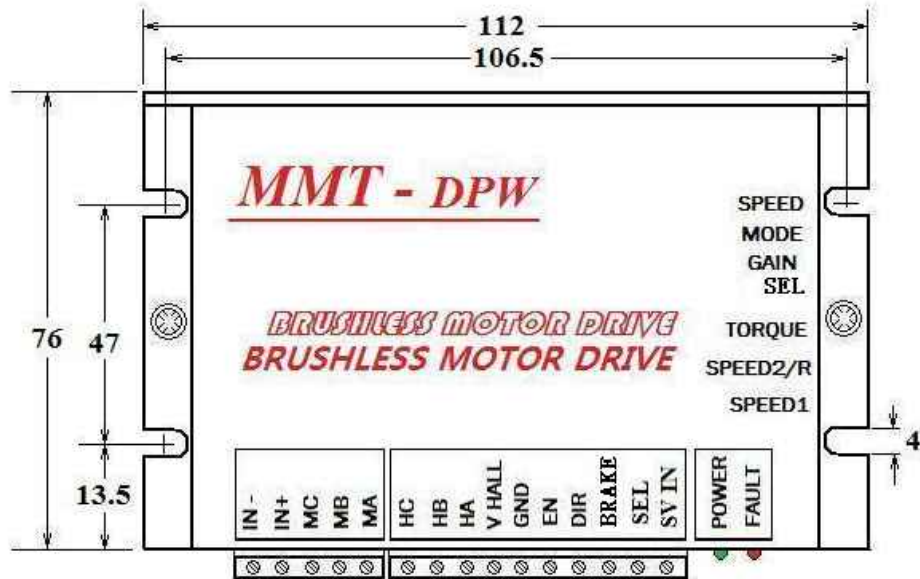 112
106.5
MMT - DPW
SPEED
MODE
GAIN
SEL
76
47
BRUSHLESS MOTOR DRIVE
BRUSHLESS MOTOR DRIVE
TORQUE
SPEED2/R
SPEED1
4
13.5
IN -
IN+
MC
MB
MA
HC
HB
HA
V HALL
GND
EN
DIR
BRAKE
SEL
SV IN
POWER
FAULT